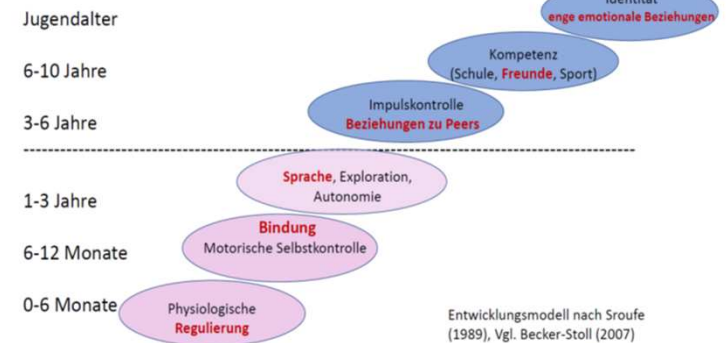 Jugendalter
Identität
enge emotionale Beziehungen
6-10 Jahre
Kompetenz
(Schule, Freunde, Sport)
3-6 Jahre
Impulskontrolle
Beziehungen zu Peers
1-3 Jahre
Sprache, Exploration,
Autonomie
6-12 Monate
Bindung
Motorische Selbstkontrolle
0-6 Monate
Physiologische
Regulierung
Entwicklungsmodell nach Sroufe
(1989), Vgl. Becker-Stoll (2007)